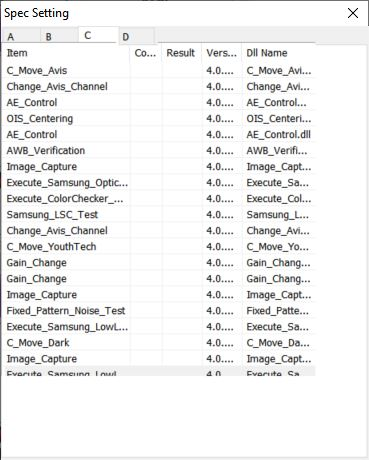 Spec Setting
A B C D
Item Co... Result Vers... Dll Name
C_Move_Avis 4.0.... C_Move_Avi...
Change_Avis_Channel 4.0.... Change_Avi...
AE_Control 4.0.... AE_Control...
OIS_Centering 4.0.... OIS_Centeri...
AE_Control 4.0.... AE_Control.dll
AWB_Verification 4.0.... AWB_Verifi...
Image_Capture 4.0.... Image_Capt...
Execute_Samsung_Optic... 4.0.... Execute_Sa...
Execute_ColorChecker_... 4.0.... Execute_Col...
Samsung_LSC_Test 4.0.... Samsung_L...
Change_Avis_Channel 4.0.... Change_Avi...
C_Move_YouthTech 4.0.... C_Move_Yo...
Gain_Change 4.0.... Gain_Chang...
Gain_Change 4.0.... Gain_Chang...
Image_Capture 4.0.... Image_Capt...
Fixed_Pattern_Noise_Test 4.0.... Fixed_Patte...
Execute_Samsung_LowL... 4.0.... Execute_Sa...
C_Move_Dark 4.0.... C_Move_Da...
Image_Capture 4.0.... Image_Capt...
Execute_Samsung_LowL... 4.0.... Execute_Sa...